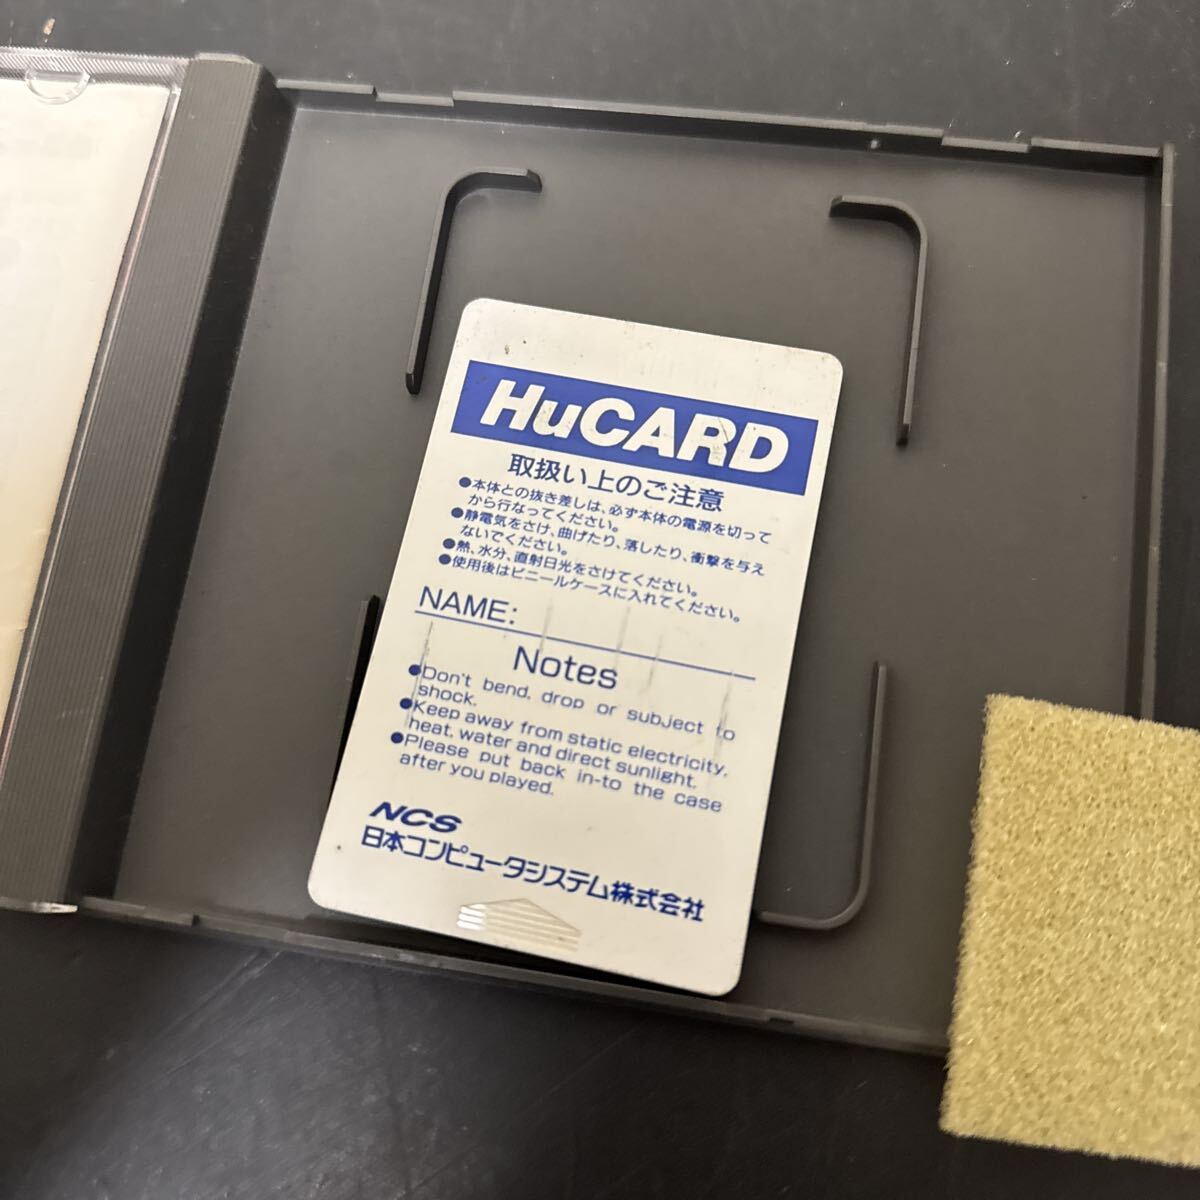 HuCARD
取扱い上のご注意
●本体との抜き差しは、必ず本体の電源を切って
から行なってください。
●静電気をさけ、曲げたり、落したり、衝撃を与え
ないでください。
●熱、水分、直射日光をさけてください。
●使用後はビニールケースに入れてください。
NAME:
Notes
●Don't bend, drop or subject to
shock.
●Keep away from static electricity,
heat, water and direct sunlight.
●Please put back in-to the case
after you played.
NCS
日本コンピュータシステム株式会社